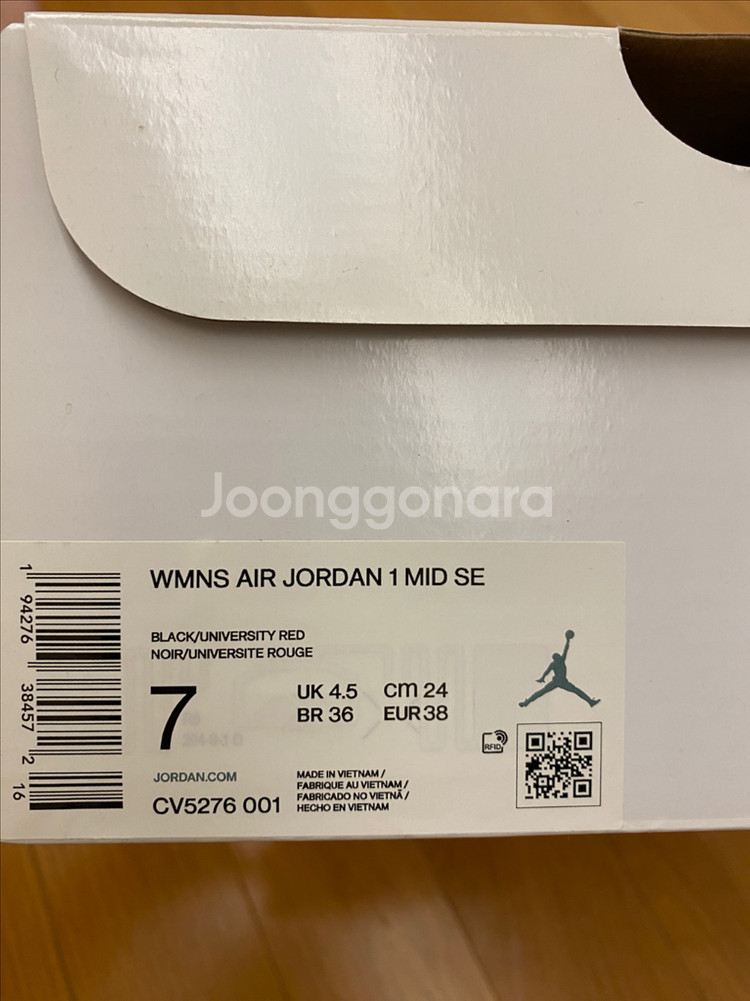 Joonggonara
WMNS AIR JORDAN 1 MID SE
BLACK/UNIVERSITY RED
NOIR/UNIVERSITE ROUGE
7
UK 4.5 cm 24
BR 36 EUR 38
RFID
JORDAN.COM
CV5276 001
MADE IN VIETNAM /
FABRIQUE AU VIETNAM /
FABRICADO NO VIETNÃ /
HECHO EN VIETNAM
1 94276 38457 2 16